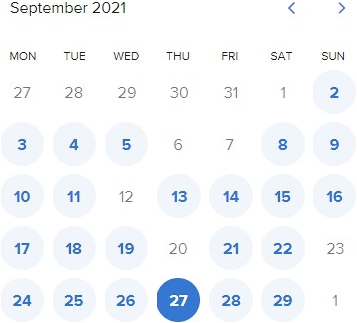 September 2021
MON TUE WED THU FRI SAT SUN
27 28 29 30 31 1 2
3 4 5 6 7 8 9
10 11 12 13 14 15 16
17 18 19 20 21 22 23
24 25 26 27 28 29 1